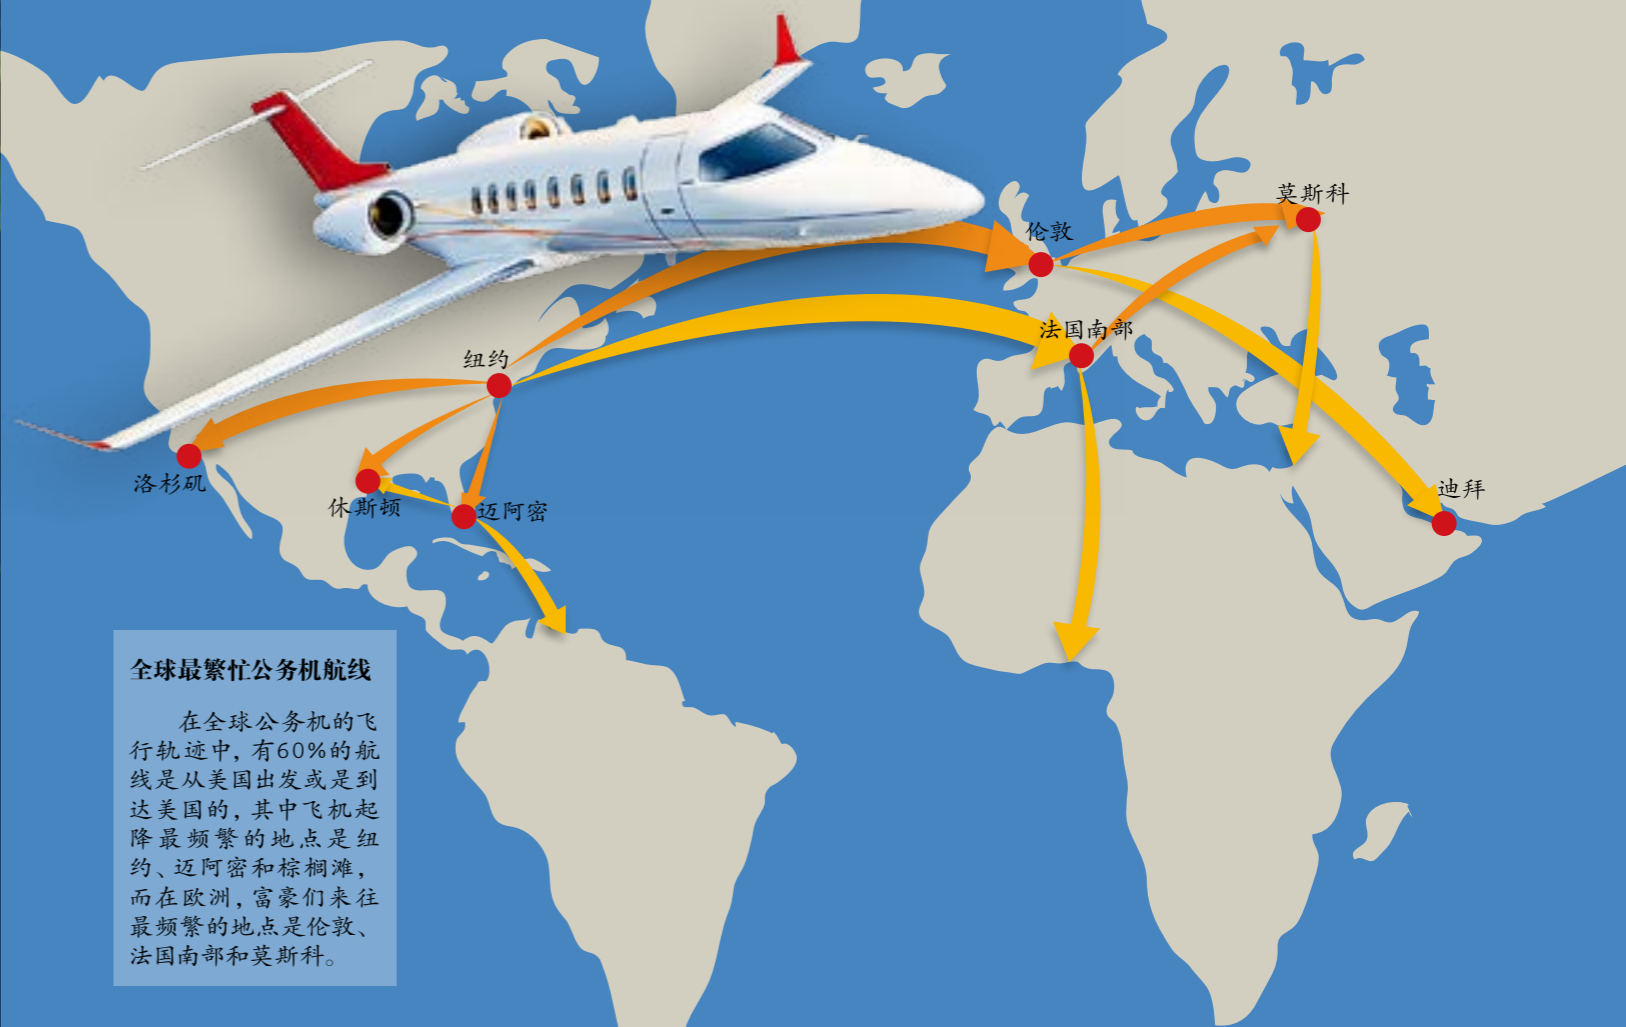 莫斯科
伦敦
法国南部
纽约
洛杉矶
休斯顿
迈阿密
迪拜
全球最繁忙公务机航线
在全球公务机的飞
行轨迹中，有60%的航
线是从美国出发或是到
达美国的，其中飞机起
降最频繁的地点是纽
约、迈阿密和棕榈滩，
而在欧洲，富豪们来往
最频繁的地点是伦敦、
法国南部和莫斯科。